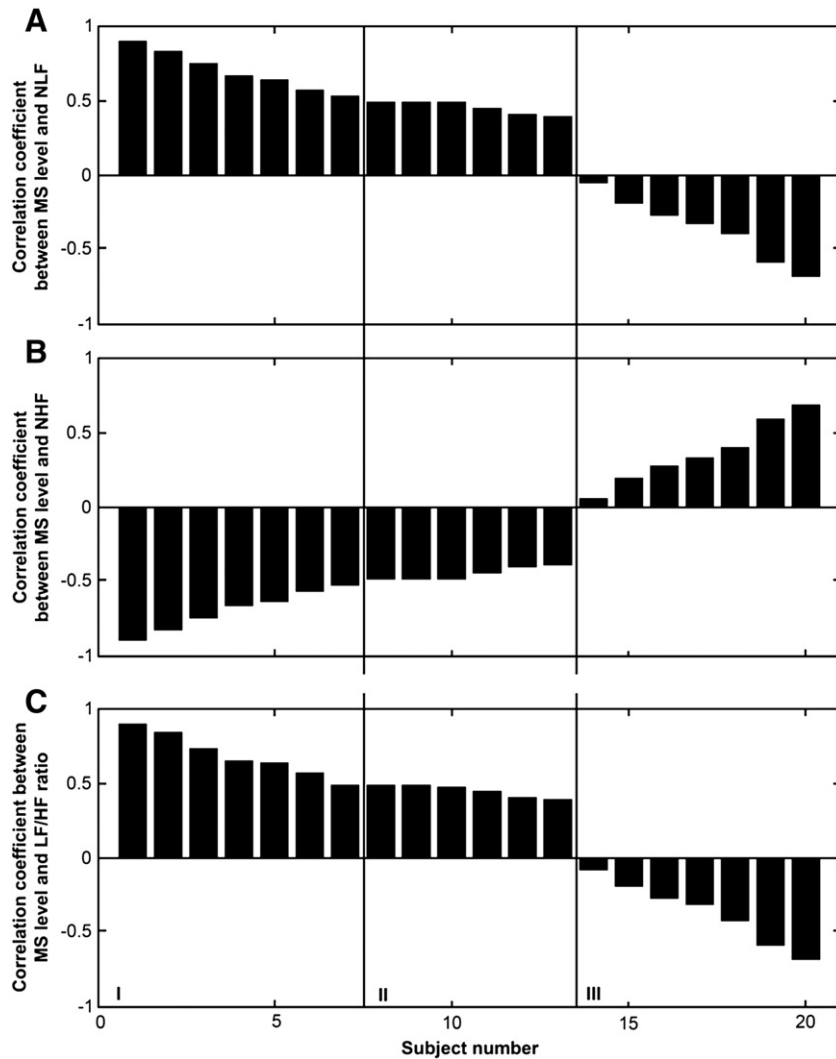 A
Correlation coefficient
between MS level and NLF
1
0.5
0
-0.5
-1
B
Correlation coefficient
between MS level and NHF
1
0.5
0
-0.5
-1
C
Correlation coefficient between
MS level and LF/HF ratio
1
0.5
0
-0.5
-1
I
II
III
0
5
10
15
20
Subject number